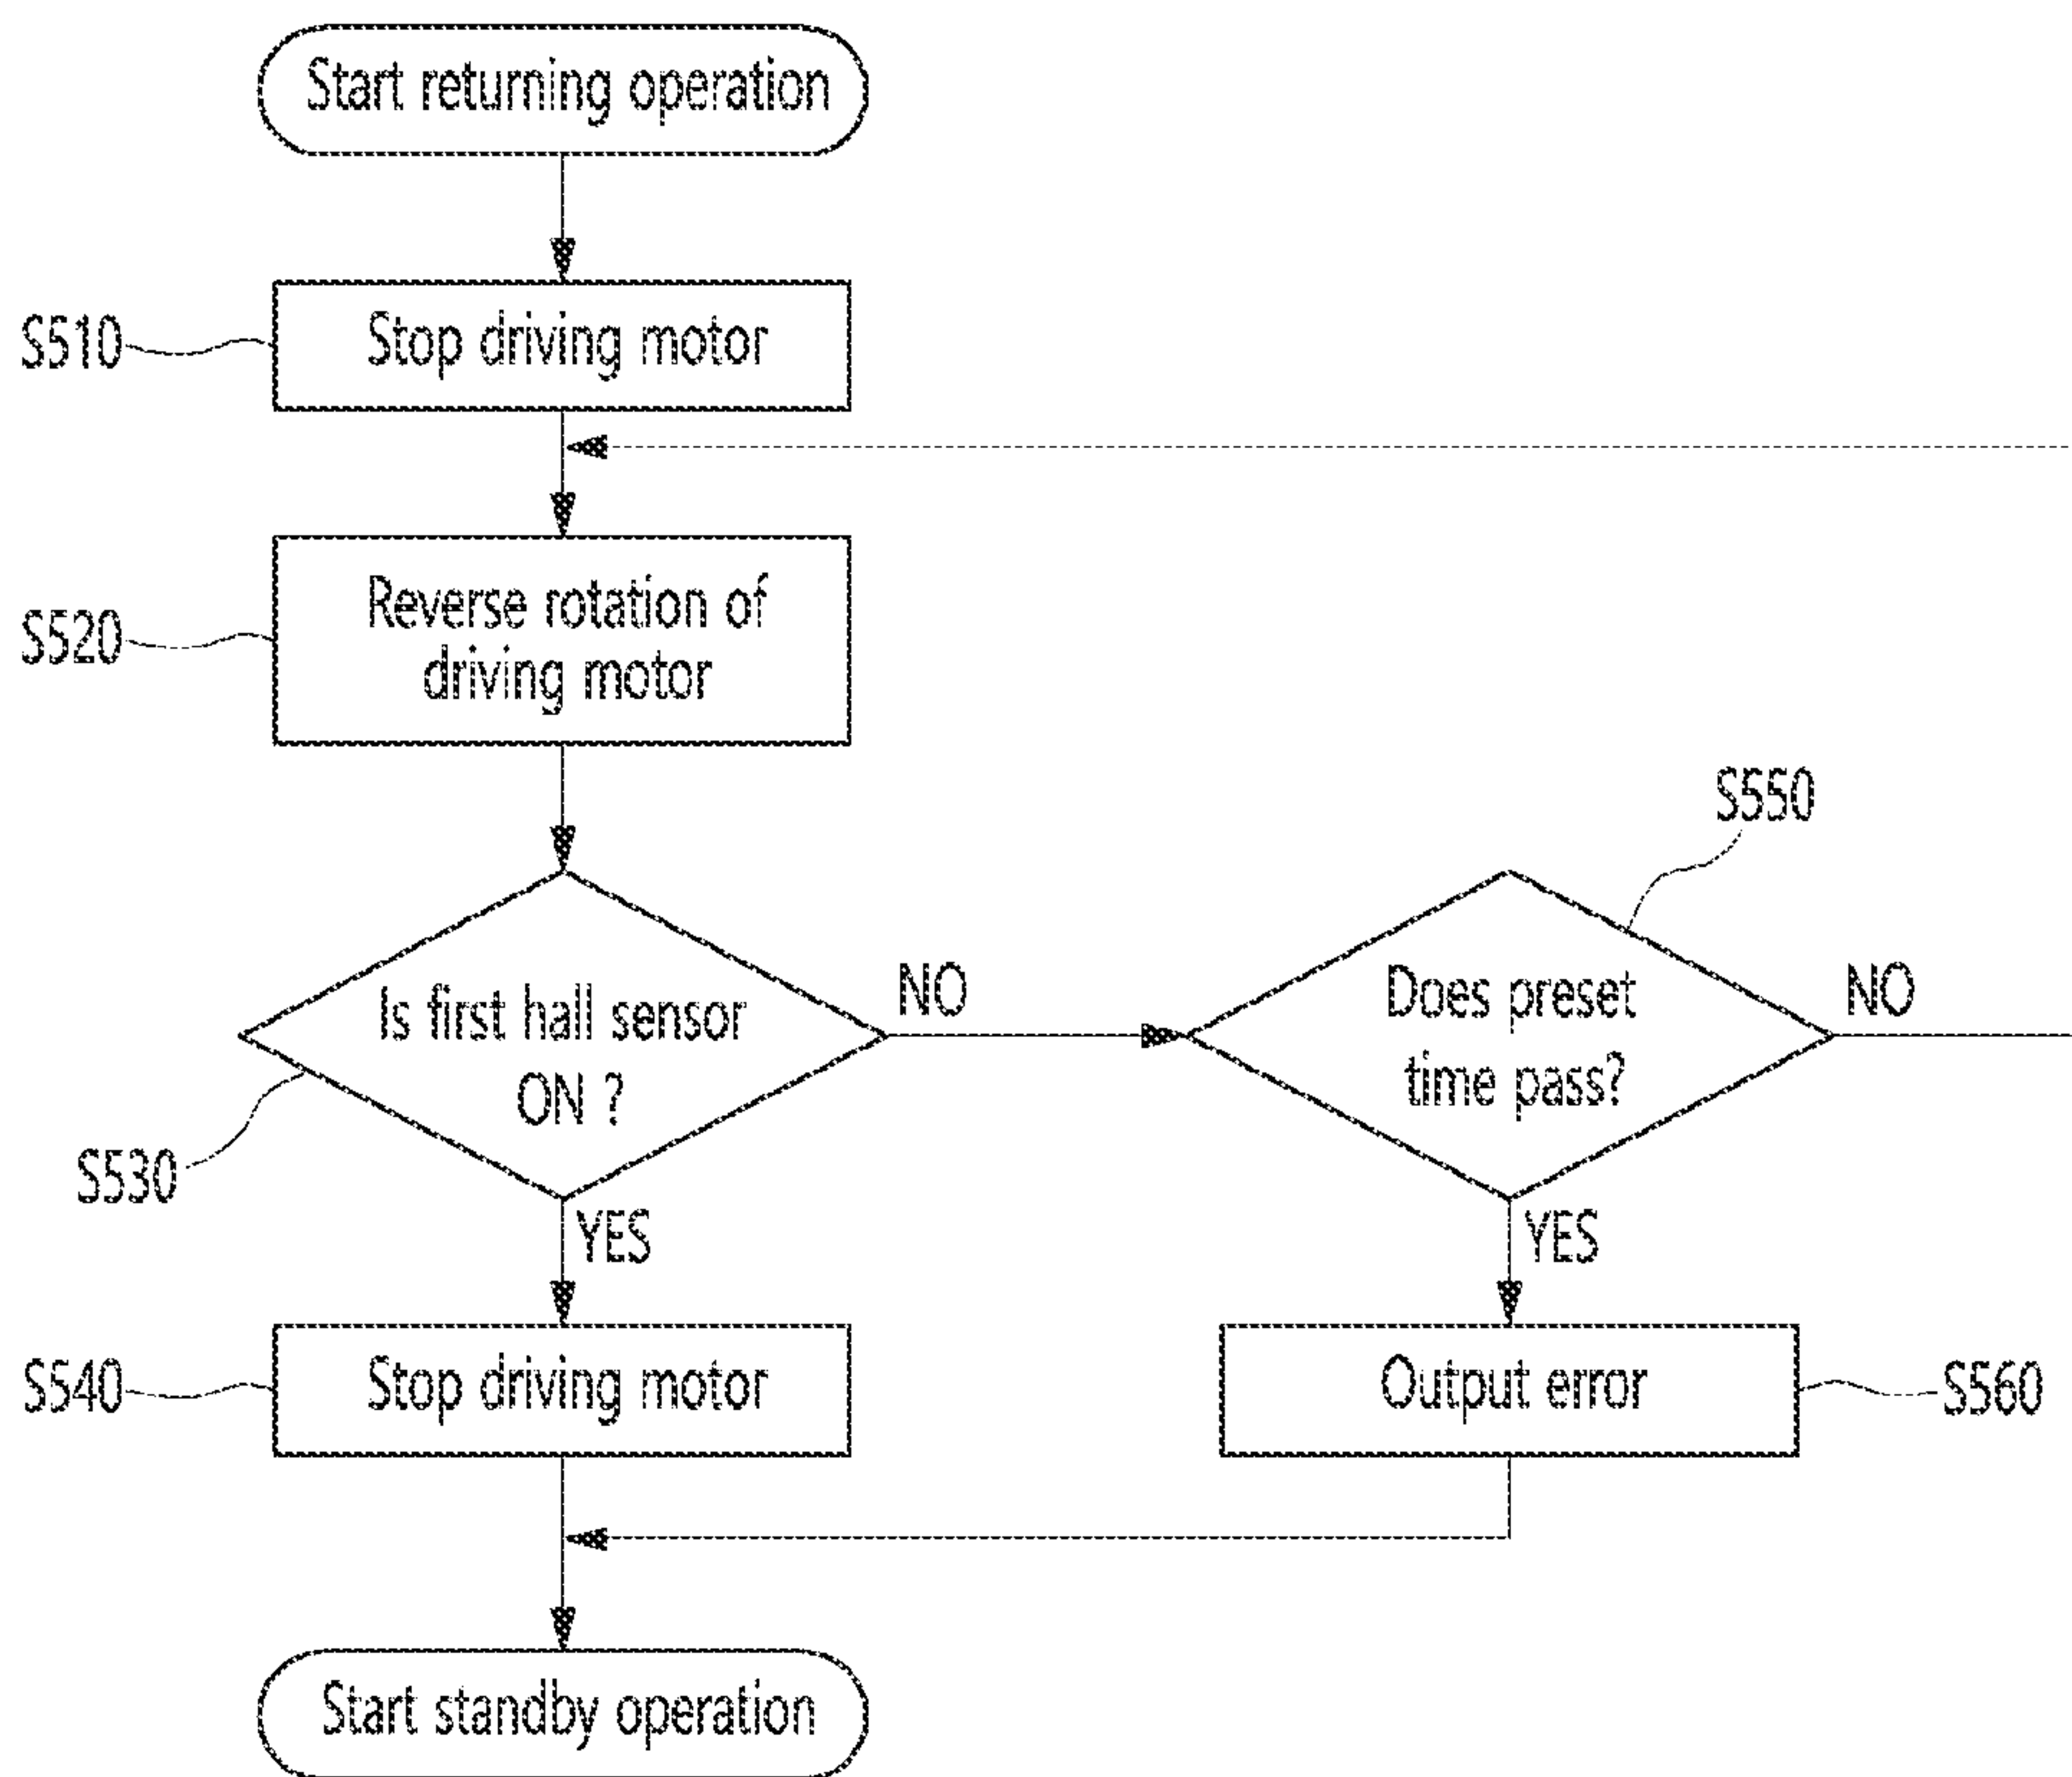 Start returning operation
S510
Stop driving motor
S520
Reverse rotation of
driving motor
S550
Is first hall sensor
ON ?
NO
Does preset
time pass?
NO
S530
YES
YES
S540
Stop driving motor
Output error
S560
Start standby operation